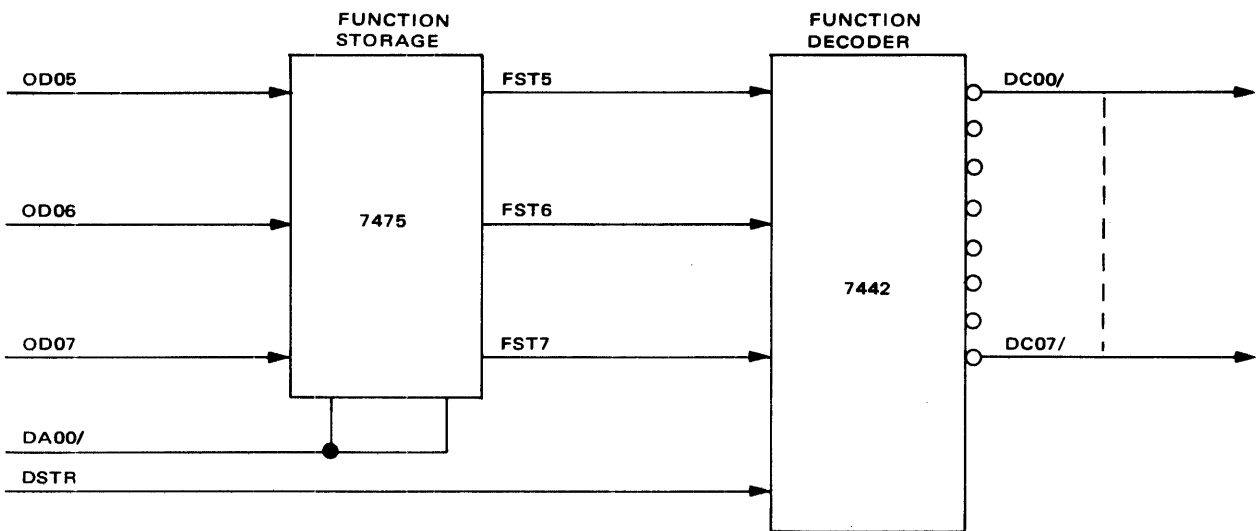 FUNCTION
STORAGE
FUNCTION
DECODER
OD05
FST5
DC00/
OD06
7475
FST6
7442
OD07
FST7
DC07/
DA00/
DSTR